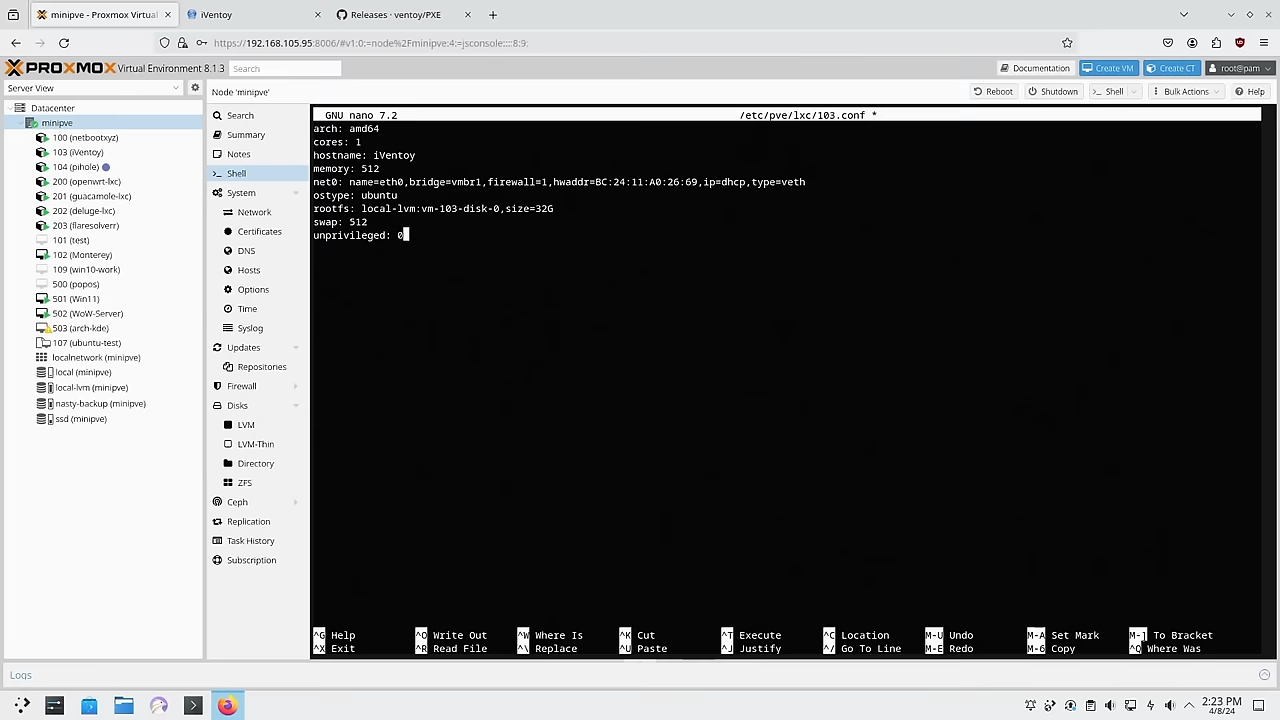 minipve - Proxmox Virtual
iVentoy
Releases · ventoy/PXE
https://192.168.105.95:8006/#v1:0:=node%2Fminipve:4:=jsconsole::::8:9:
PROXMOX Virtual Environment 8.1.3
Search
Documentation
Create VM
Create CT
root@pam
Server View
Node 'minipve'
Reboot
Shutdown
Shell
Bulk Actions
Help
Datacenter
minipve
100 (netbootxyz)
103 (iVentoy)
104 (pihole)
200 (openwrt-lxc)
201 (guacamole-lxc)
202 (deluge-lxc)
203 (flaresolverr)
101 (test)
102 (Monterey)
109 (win10-work)
500 (popos)
501 (Win11)
502 (WoW-Server)
503 (arch-kde)
107 (ubuntu-test)
localnetwork (minipve)
local (minipve)
local-lvm (minipve)
nasty-backup (minipve)
ssd (minipve)
Search
Summary
Notes
Shell
System
Network
Certificates
DNS
Hosts
Options
Time
Syslog
Updates
Repositories
Firewall
Disks
LVM
LVM-Thin
Directory
ZFS
Ceph
Replication
Task History
Subscription
GNU nano 7.2 /etc/pve/lxc/103.conf *
arch: amd64
cores: 1
hostname: iVentoy
memory: 512
net0: name=eth0,bridge=vmbr1,firewall=1,hwaddr=BC:24:11:A0:26:69,ip=dhcp,type=veth
ostype: ubuntu
rootfs: local-lvm:vm-103-disk-0,size=32G
swap: 512
unprivileged: 0
^G Help ^O Write Out ^W Where Is ^K Cut ^T Execute ^C Location M-U Undo M-A Set Mark M-] To Bracket
^X Exit ^R Read File ^\ Replace ^U Paste ^J Justify ^/ Go To Line M-E Redo M-6 Copy ^Q Where Was
Logs
2:23 PM
4/8/24